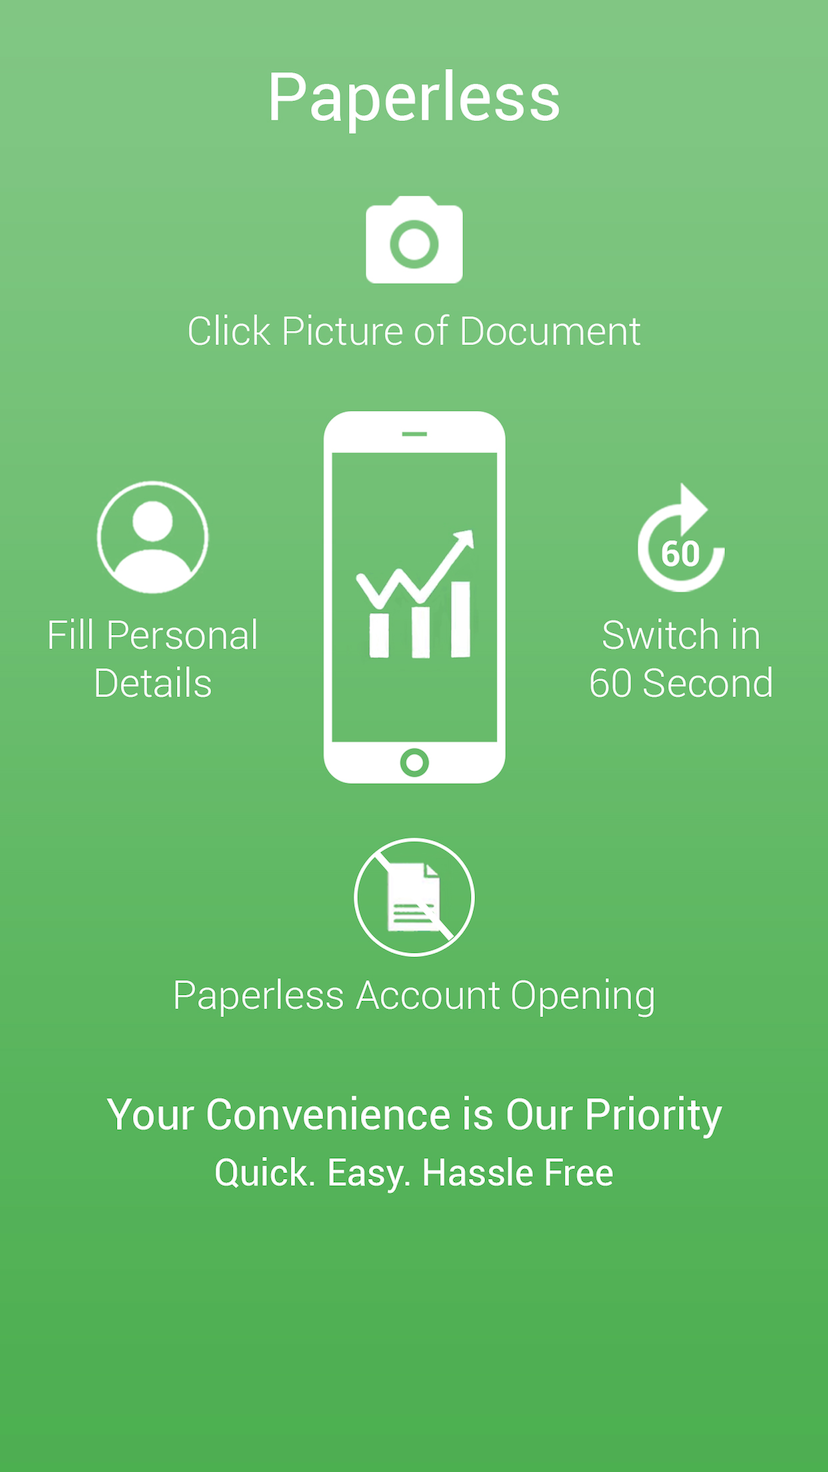 Paperless
Click Picture of Document
Fill Personal
Details
60
Switch in
60 Second
Paperless Account Opening
Your Convenience is Our Priority
Quick. Easy. Hassle Free